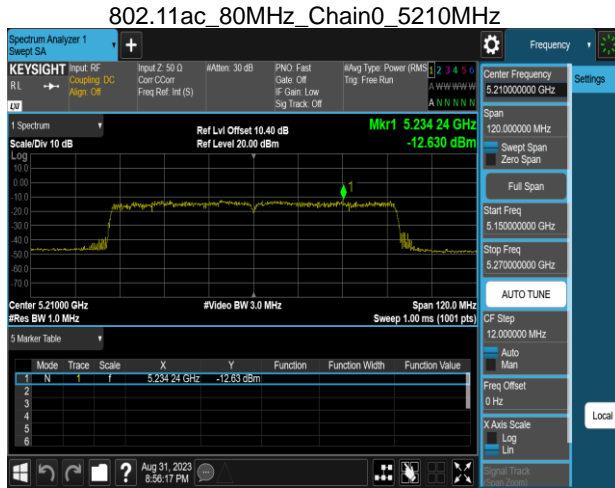 802.11ac_80MHz_Chain0_5210MHz
Spectrum Analyzer 1
Swept SA
Frequency
KEYSIGHT
RL
Input: RF
Coupling: DC
Align: Off
Input Z: 50 Ω
Corr CCorr
Freq Ref: Int (S)
#Atten: 30 dB
PNO: Fast
Gate: Off
IF Gain: Low
Sig Track: Off
#Avg Type: Power (RMS
Trig: Free Run
1 2 3 4 5 6
A W W W W W
A N N N N N
Center Frequency
5.210000000 GHz
Settings
1 Spectrum
Scale/Div 10 dB
Ref Lvl Offset 10.40 dB
Ref Level 20.00 dBm
Mkr1 5.234 24 GHz
-12.630 dBm
Log
10.0
0.00
-10.0
-20.0
-30.0
-40.0
-50.0
-60.0
-70.0
1
Center 5.21000 GHz
#Res BW 1.0 MHz
#Video BW 3.0 MHz
Span 120.0 MHz
Sweep 1.00 ms (1001 pts)
Span
120.000000 MHz
Swept Span
Zero Span
Full Span
Start Freq
5.150000000 GHz
Stop Freq
5.270000000 GHz
AUTO TUNE
CF Step
12.000000 MHz
Auto
Man
Freq Offset
0 Hz
X Axis Scale
Log
Lin
Signal Track
(Span Zoom)
Local
5 Marker Table
Mode Trace Scale X Y Function Function Width Function Value
1 N 1 f 5.234 24 GHz -12.63 dBm
2
3
4
5
6
?
Aug 31, 2023
8:56:17 PM